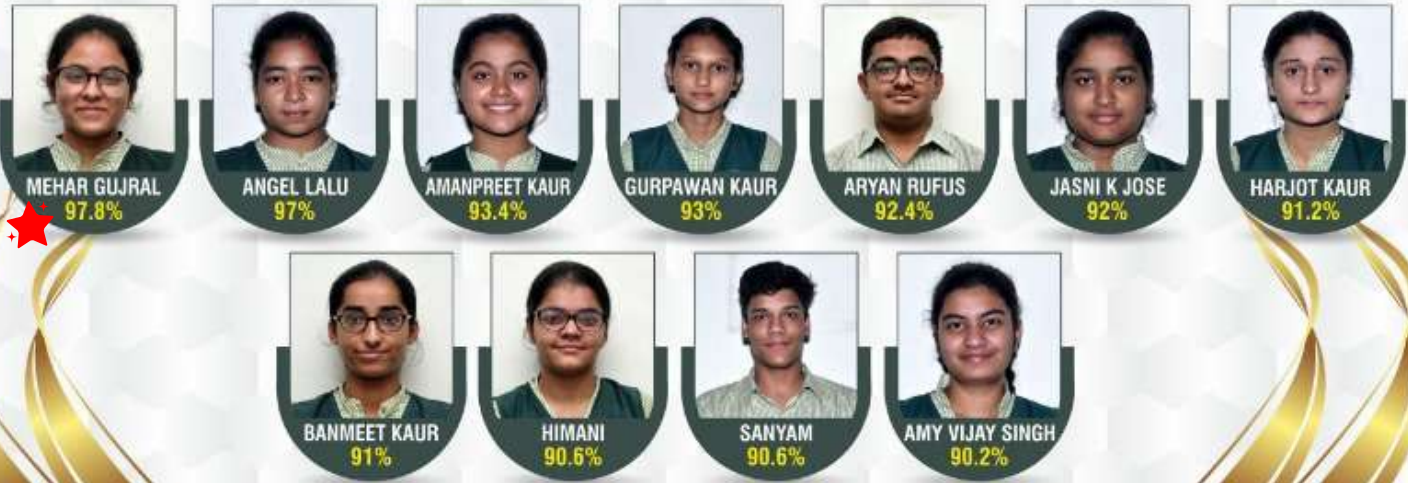 MEHAR GUJRAL
97.8%
ANGEL LALU
97%
AMANPREET KAUR
93.4%
GURPAWAN KAUR
93%
ARYAN RUFUS
92.4%
JASNI K JOSE
92%
HARJOT KAUR
91.2%
BANMEET KAUR
91%
HIMANI
90.6%
SANYAM
90.6%
AMY VIJAY SINGH
90.2%